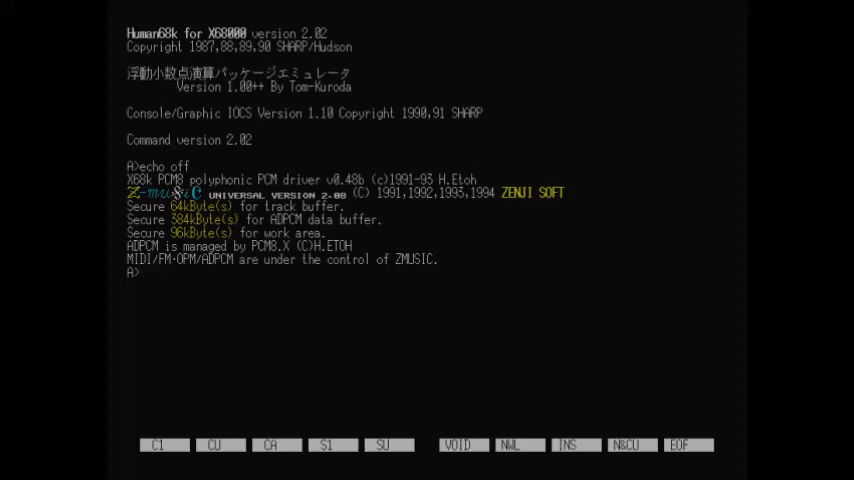 Human68k for X68000 version 2.02
Copyright 1987,88,89,90 SHARP/Hudson
浮動小数点演算パッケージエミュレータ
Version 1.00++ By Tom-Kuroda
Console/Graphic IOCS Version 1.10 Copyright 1990,91 SHARP
Command version 2.02
A>echo off
X68k PCM8 polyphonic PCM driver v0.48b (c)1991-93 H.Etoh
Z-muSiC UNIVERSAL VERSION 2.08 (C) 1991,1992,1993,1994 ZENJI SOFT
Secure 64kByte(s) for track buffer.
Secure 384kByte(s) for ADPCM data buffer.
Secure 96kByte(s) for work area.
ADPCM is managed by PCM8.X (C)H.ETOH
MIDI/FM·OPM/ADPCM are under the control of ZMUSIC.
A>
C1 CU CA S1 SU VOID NWL INS N&CU EOF